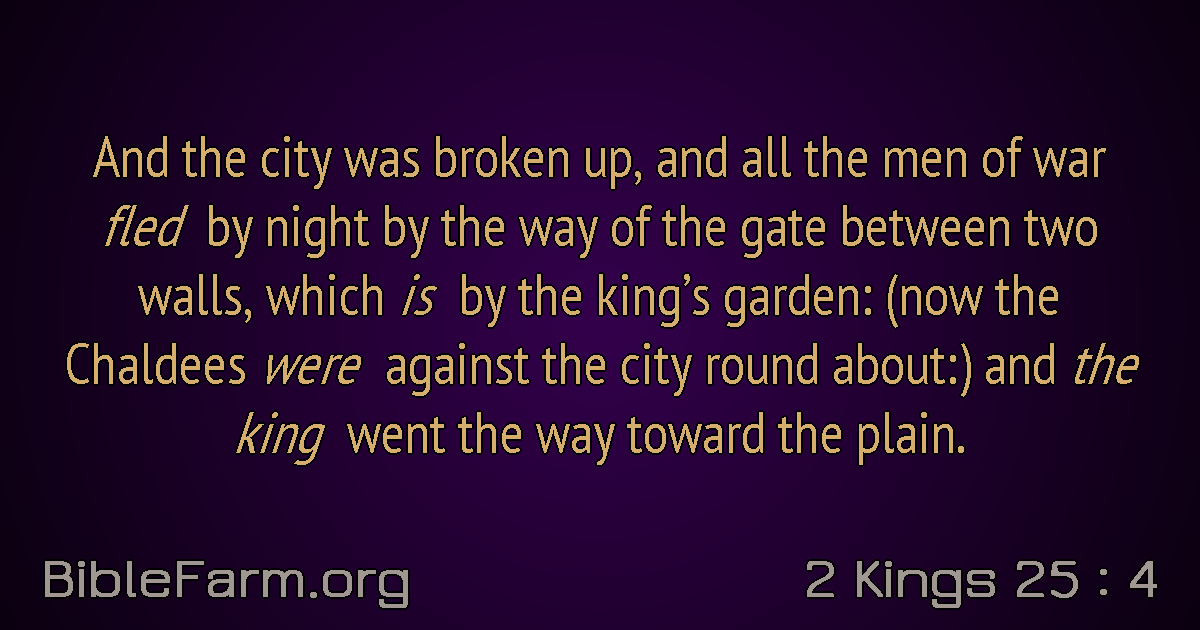 And the city was broken up, and all the men of war
fled by night by the way of the gate between two
walls, which is by the king’s garden: (now the
Chaldees were against the city round about:) and the
king went the way toward the plain.
BibleFarm.org
2 Kings 25 : 4